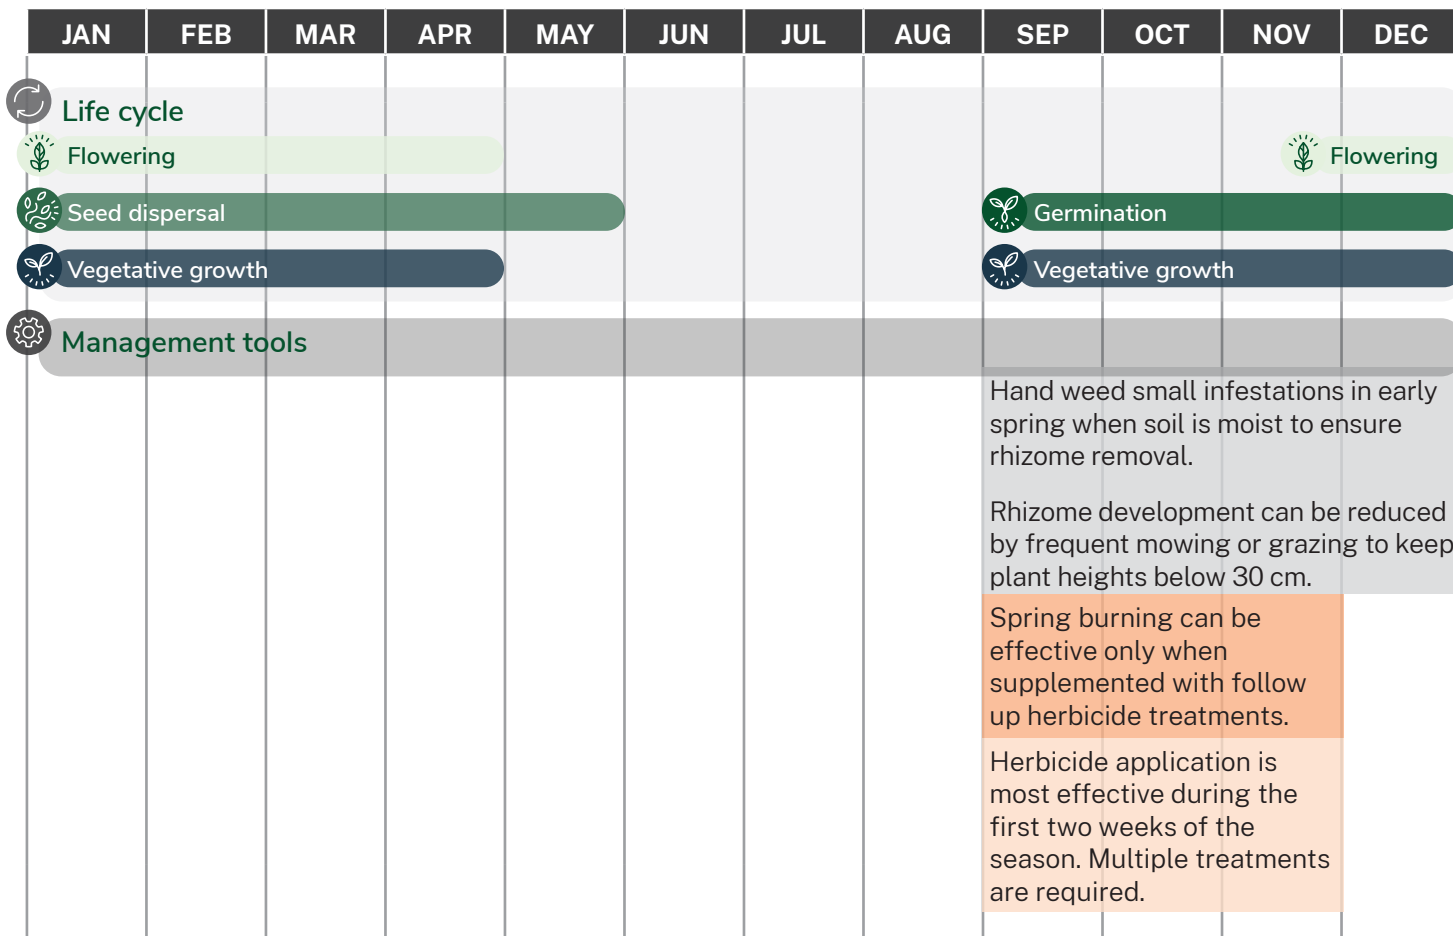 JAN FEB MAR APR MAY JUN JUL AUG SEP OCT NOV DEC
Life cycle
Flowering Flowering
Seed dispersal Germination
Vegetative growth Vegetative growth
Management tools
Hand weed small infestations in early
spring when soil is moist to ensure
rhizome removal.
Rhizome development can be reduced
by frequent mowing or grazing to keep
plant heights below 30 cm.
Spring burning can be
effective only when
supplemented with follow
up herbicide treatments.
Herbicide application is
most effective during the
first two weeks of the
season. Multiple treatments
are required.